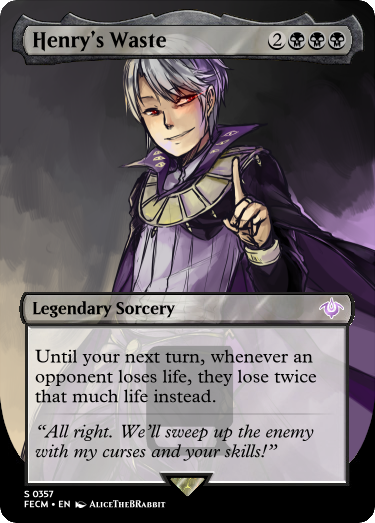 Henry's Waste 2
Legendary Sorcery
Until your next turn, whenever an
opponent loses life, they lose twice
that much life instead.
“All right. We'll sweep up the enemy
with my curses and your skills!”
S 0357
FECM • EN AliceTheBRabbit